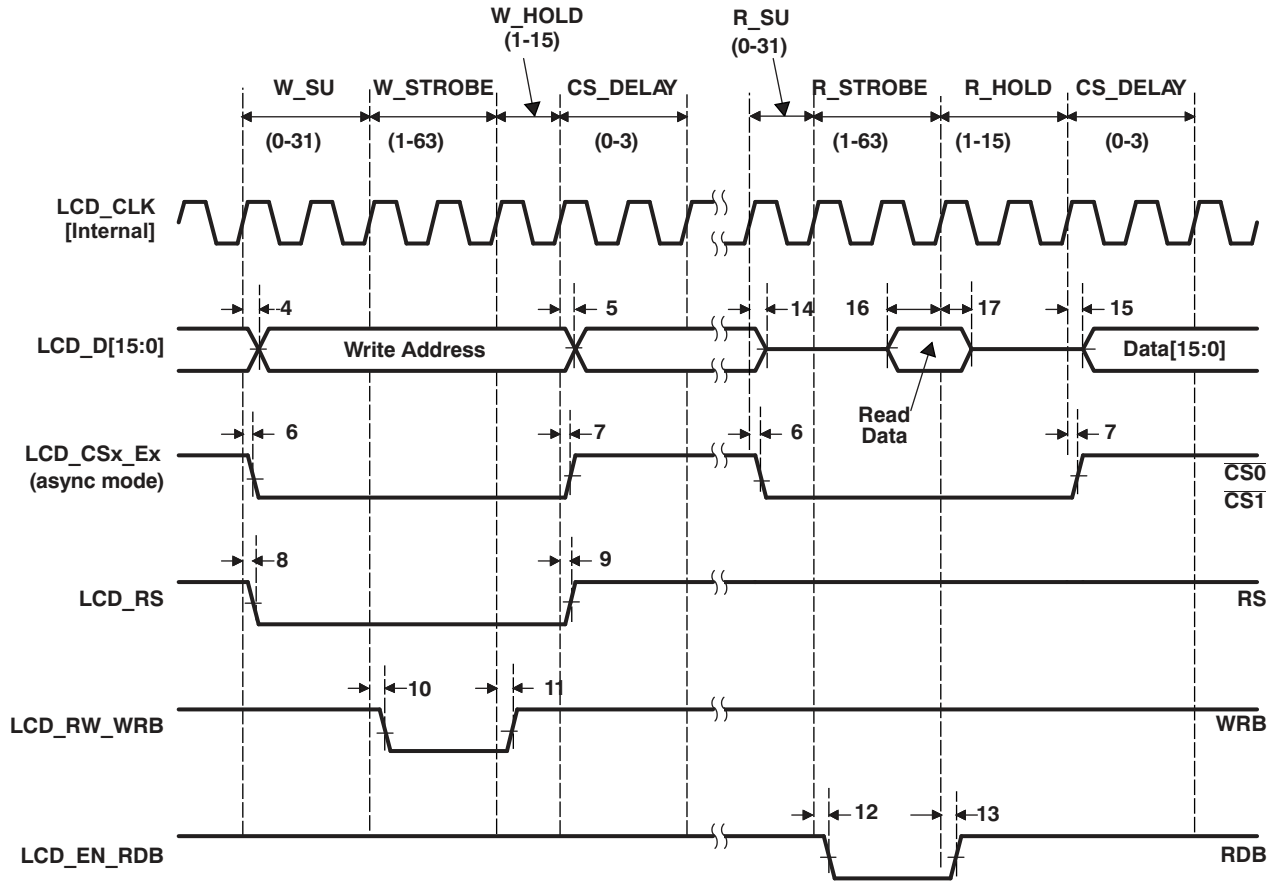 W_HOLD
(1-15)
R_SU
(0-31)
W_SU
W_STROBE
CS_DELAY
R_STROBE
R_HOLD
CS_DELAY
(0-31)
(1-63)
(0-3)
(1-63)
(1-15)
(0-3)
LCD_CLK
[Internal]
4
5
14
16
17
15
LCD_D[15:0]
Write Address
Data[15:0]
Read
Data
6
7
6
7
LCD_CSx_Ex
(async mode)
CS0
CS1
8
9
LCD_RS
RS
10
11
LCD_RW_WRB
WRB
12
13
LCD_EN_RDB
RDB